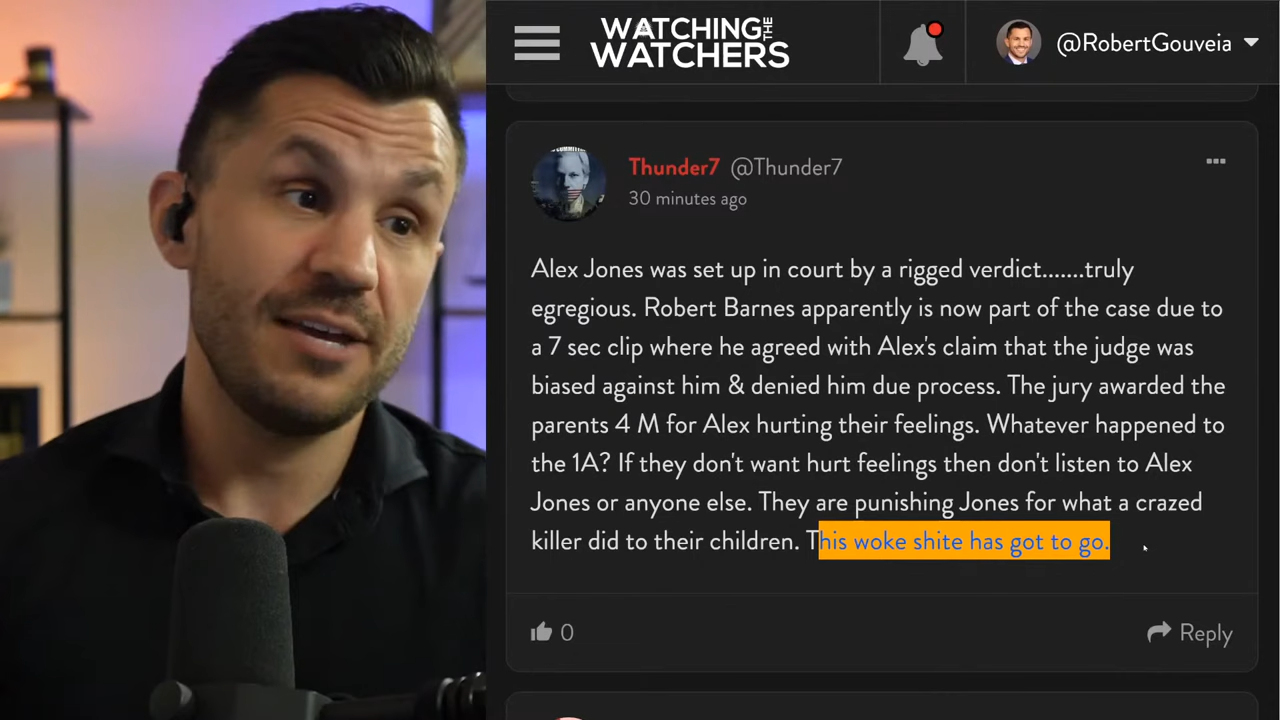 WATCHING THE
WATCHERS
@RobertGouveia
Thunder7 @Thunder7
30 minutes ago
Alex Jones was set up in court by a rigged verdict.......truly
egregious. Robert Barnes apparently is now part of the case due to
a 7 sec clip where he agreed with Alex's claim that the judge was
biased against him & denied him due process. The jury awarded the
parents 4 M for Alex hurting their feelings. Whatever happened to
the 1A? If they don't want hurt feelings then don't listen to Alex
Jones or anyone else. They are punishing Jones for what a crazed
killer did to their children. This woke shite has got to go.
0
Reply